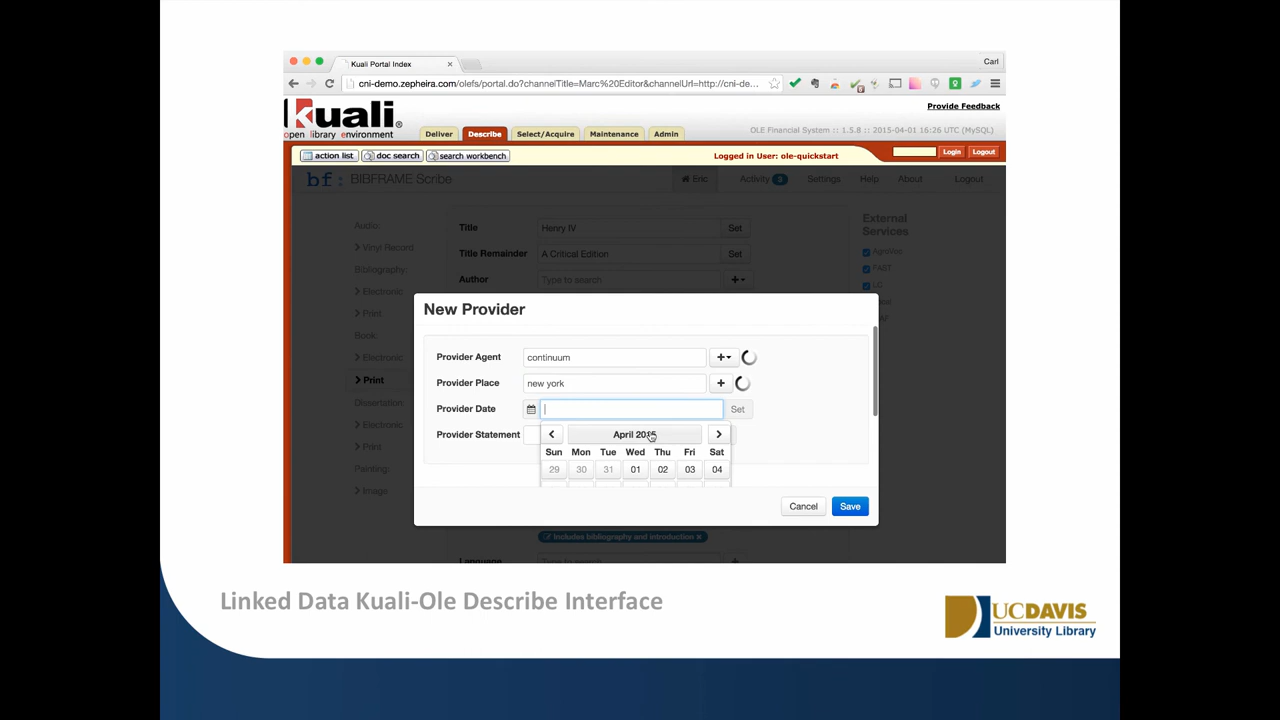 Kuali Portal Index
Carl
cni-demo.zepheira.com/olefs/portal.do?channelTitle=Marc%20Editor&channelUrl=http://cni-de...
kuali®
open library environment
Provide Feedback
Deliver
Describe
Select/Acquire
Maintenance
Admin
OLE Financial System :: 1.5.8 :: 2015-04-01 16:26 UTC (MySQL)
action list
doc search
search workbench
Logged in User: ole-quickstart
Login
Logout
bf: BIBFRAME Scribe
Eric
Activity
Settings
Help
About
Logout
Audio:
> Vinyl Record
Bibliography:
> Electronic
> Print
Book:
> Electronic
> Print
Dissertation:
> Electronic
> Print
Painting:
> Image
Title
Henry IV
Set
Title Remainder
A Critical Edition
Set
Author
Type to search
+
External
Services
AgroVoc
FAST
LC
New Provider
Provider Agent
continuum
+
Provider Place
new york
+
Provider Date
Set
Provider Statement
April 2015
Sun Mon Tue Wed Thu Fri Sat
29 30 31 01 02 03 04
Cancel
Save
Includes bibliography and introduction ×
Language
Type to search
Linked Data Kuali-Ole Describe Interface
UCDAVIS
University Library